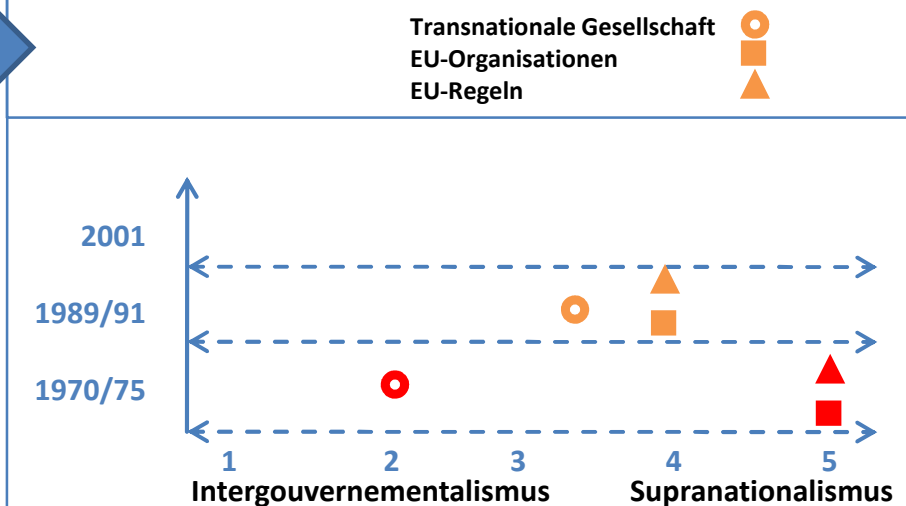 Transnationale Gesellschaft
EU-Organisationen
EU-Regeln
2001
1989/91
1970/75
1 2 3 4 5
Intergouvernementalismus Supranationalismus